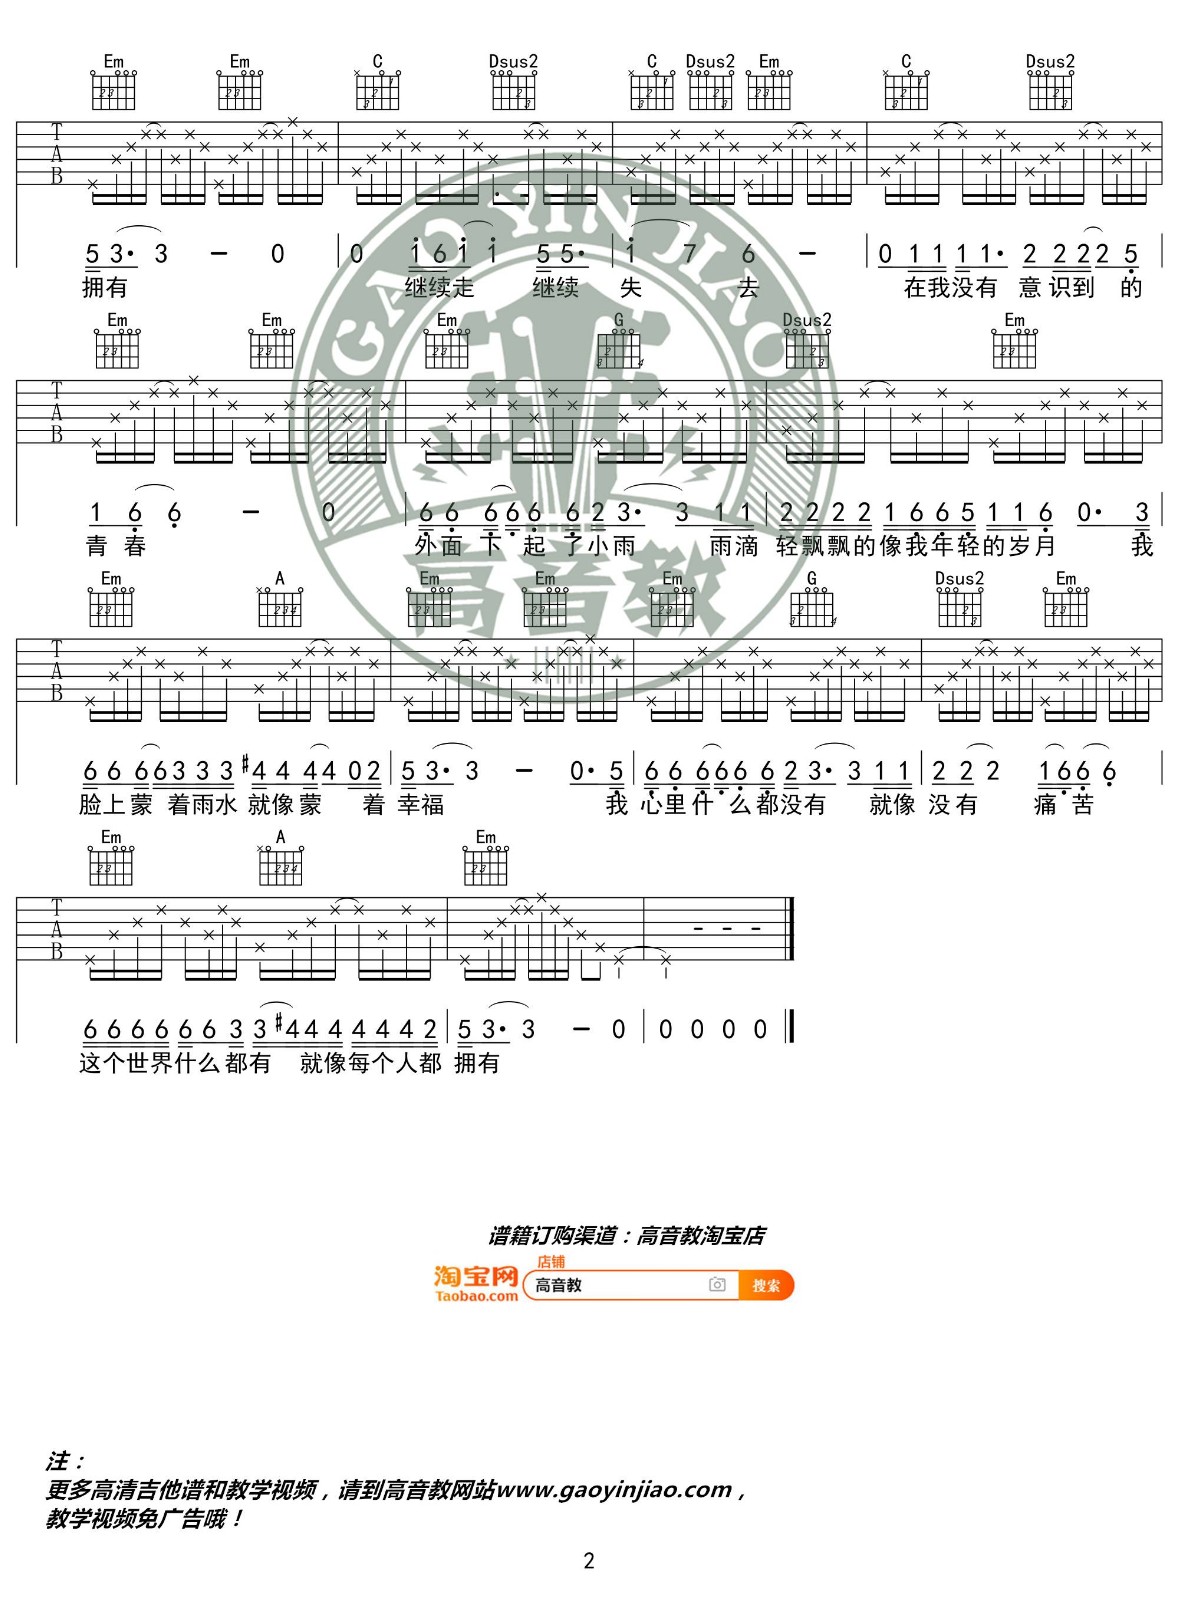 Em Em C Dsus2 C Dsus2 Em C Dsus2
T A B
5 3· 3 － 0 0 1 6 1 1 5 5· 1 7 6 － 0 1 1 1 1· 2 2 2 2 5
拥有 继续走 继续 失 去 在我没有 意识到 的
Em Em Em G Dsus2 Em
T A B
1 6 6 － 0 6 6 6 6 6 6 2 3· 3 1 1 2 2 2 2 1 6 6 5 1 1 6 0· 3
青春 外面下起了小雨 雨滴 轻飘飘的像我年轻的岁月 我
Em A Em Em Em G Dsus2 Em
T A B
6 6 6 6 3 3 3 #4 4 4 4 0 2 5 3· 3 － 0· 5 6 6 6 6 6 6 2 3· 3 1 1 2 2 2 1 6 6 6
脸上蒙 着雨水 就像蒙 着 幸福 我 心里什么都没有 就像 没有 痛苦
Em A Em
T A B
6 6 6 6 6 6 3 3 #4 4 4 4 4 4 2 5 3· 3 － 0 0 0 0 0
这个世界什么都有 就像每个人都 拥有
GAO YIN JIAO
高音教
谱籍订购渠道：高音教淘宝店
店铺
淘宝网 高音教 搜索
Taobao.com
注：
更多高清吉他谱和教学视频，请到高音教网站www.gaoyinjiao.com，
教学视频免广告哦！
2